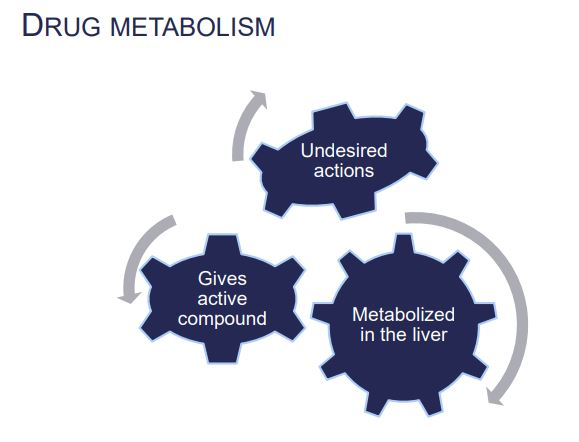 DRUG METABOLISM
Undesired
actions
Gives
active
compound
Metabolized
in the liver